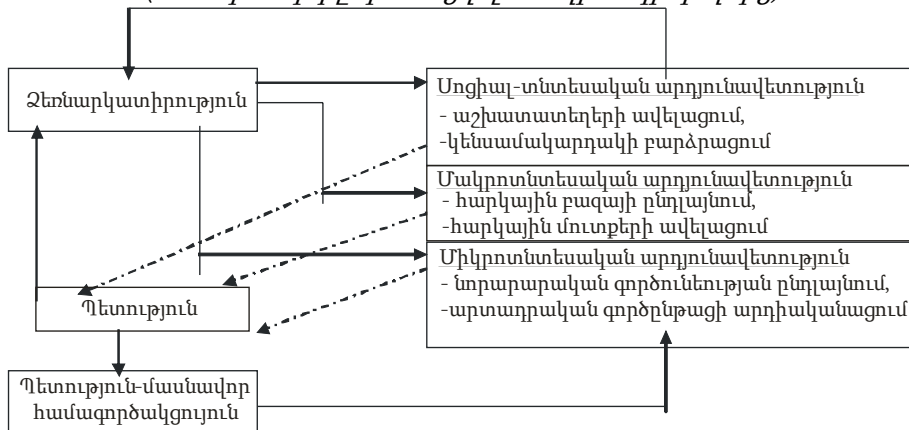 Ձեռնարկատիրություն
Սոցիալ-տնտեսական արդյունավետություն
- աշխատատեղերի ավելացում,
-կենսամակարդակի բարձրացում
Մակրոտնտեսական արդյունավետություն
- հարկային բազայի ընդլայնում,
-հարկային մուտքերի ավելացում
Միկրոտնտեսական արդյունավետություն
- նորարարական գործունեության ընդլայնում,
-արտադրական գործընթացի արդիականացում
Պետություն
Պետություն-մասնավոր
համագործակցույուն